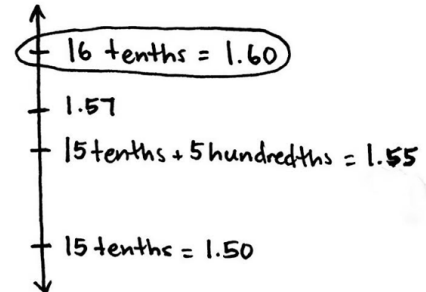 16 tenths = 1.60
1.57
15 tenths + 5 hundredths = 1.55
15 tenths = 1.50